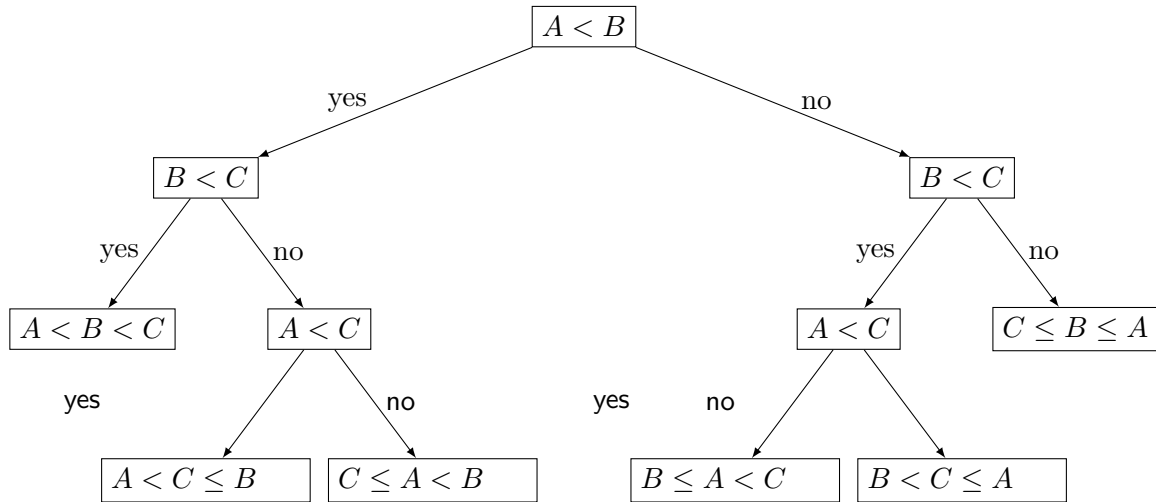 A < B
yes
no
B < C
B < C
yes
no
yes
no
A < B < C
A < C
A < C
C ≤ B ≤ A
yes
no
yes
no
A < C ≤ B
C ≤ A < B
B ≤ A < C
B < C ≤ A